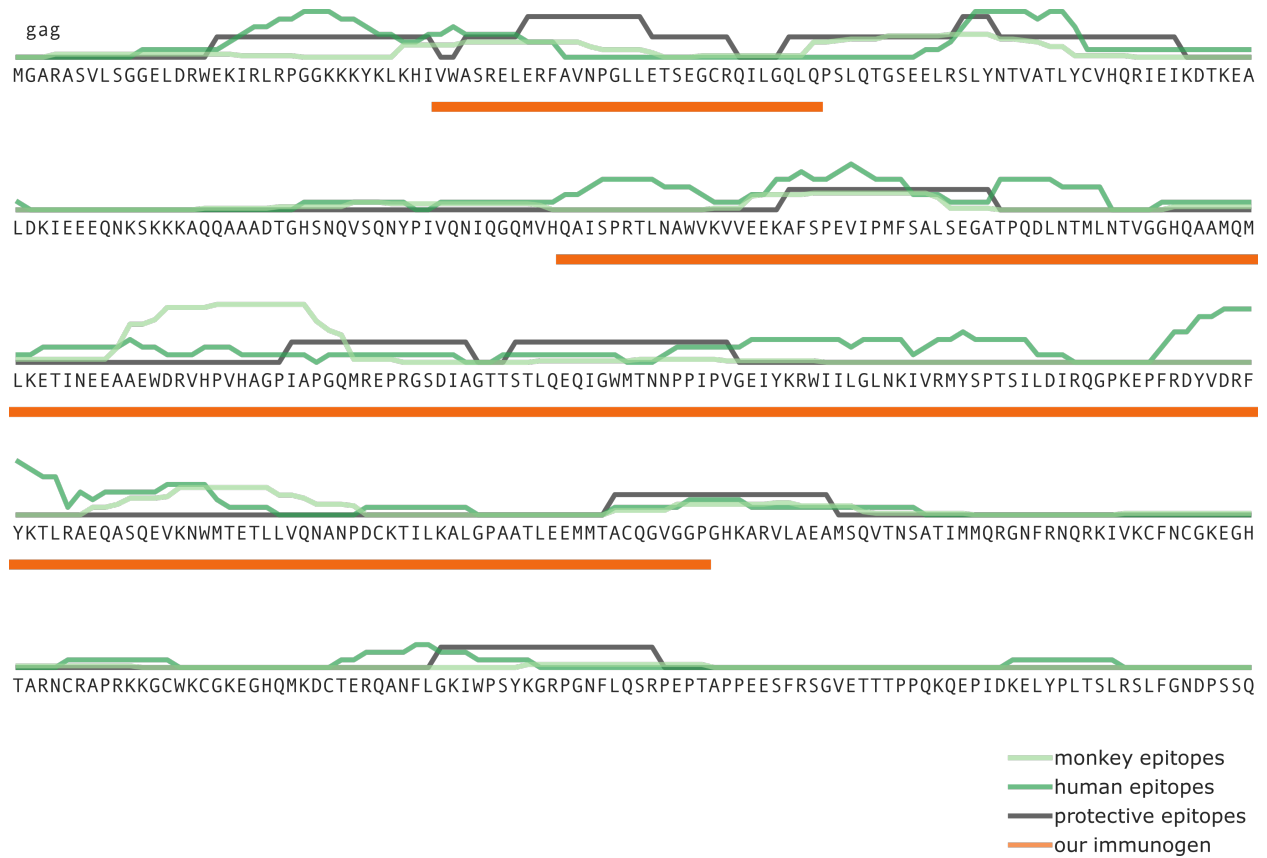 gag
MGARASVLSGGELDRWEKIRLRPGGKKKYKLKHIVWASRELERFAVNPGLLETSEGCRQILGQLQPSLQTGSEELRSLYNTVATLYCVHQRIEIKDTKEA
LDKIEEEQNKSKKKAQQAAADTGHSNQVSQNYPIVQNIQGQMVHQAISPRTLNAWVKVVEEKAFSPEVIPMFSALSEGATPQDLNTMLNTVGGHQAAMQM
LKETINEEAAEWDRVHPVHAGPIAPGQMREPRGSDIAGTTSTLQEQIGWMTNNPPIPVGEIYKRWIILGLNKIVRMYSPTSILDIRQGPKEPFRDYVDRF
YKTLRAEQASQEVKNWMTETLLVQNANPDCKTILKALGPAATLEEMMTACQGVGGPGHKARVLAEAMSQVTNSATIMMQRGNFRNQRKIVKCFNCGKEGH
TARNCRAPRKKGCWKCGKEGHQMKDCTERQANFLGKIWPSYKGRPGNFLQSRPEPTAPPEESFRSGVETTTPPQKQEPIDKELYPLTSLRSLFGNDPSSQ
monkey epitopes
human epitopes
protective epitopes
our immunogen